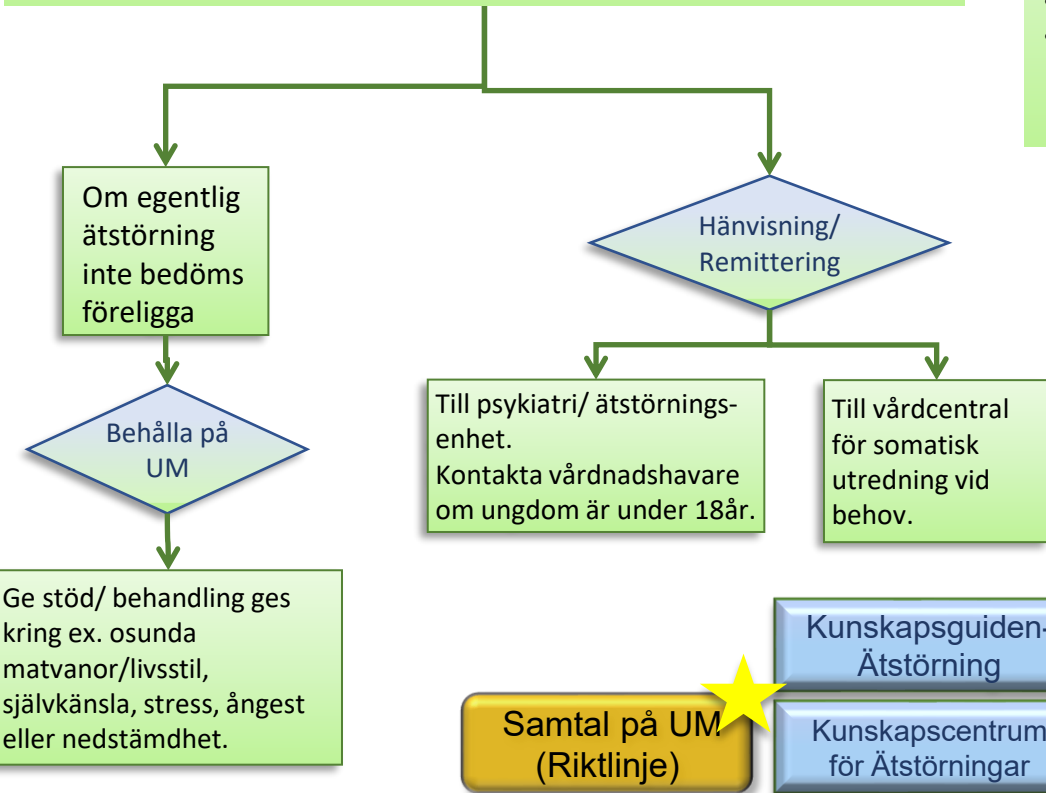 Om egentlig
ätstörning
inte bedöms
föreligga
Hänvisning/
Remittering
Behålla på
UM
Till psykiatri/ ätstörnings-
enhet.
Kontakta vårdnadshavare
om ungdom är under 18år.
Till vårdcentral
för somatisk
utredning vid
behov.
Ge stöd/ behandling ges
kring ex. osunda
matvanor/livsstil,
självkänsla, stress, ångest
eller nedstämdhet.
Samtal på UM
(Riktlinje)
Kunskapsguiden-
Ätstörning
Kunskapscentrum
för Ätstörningar